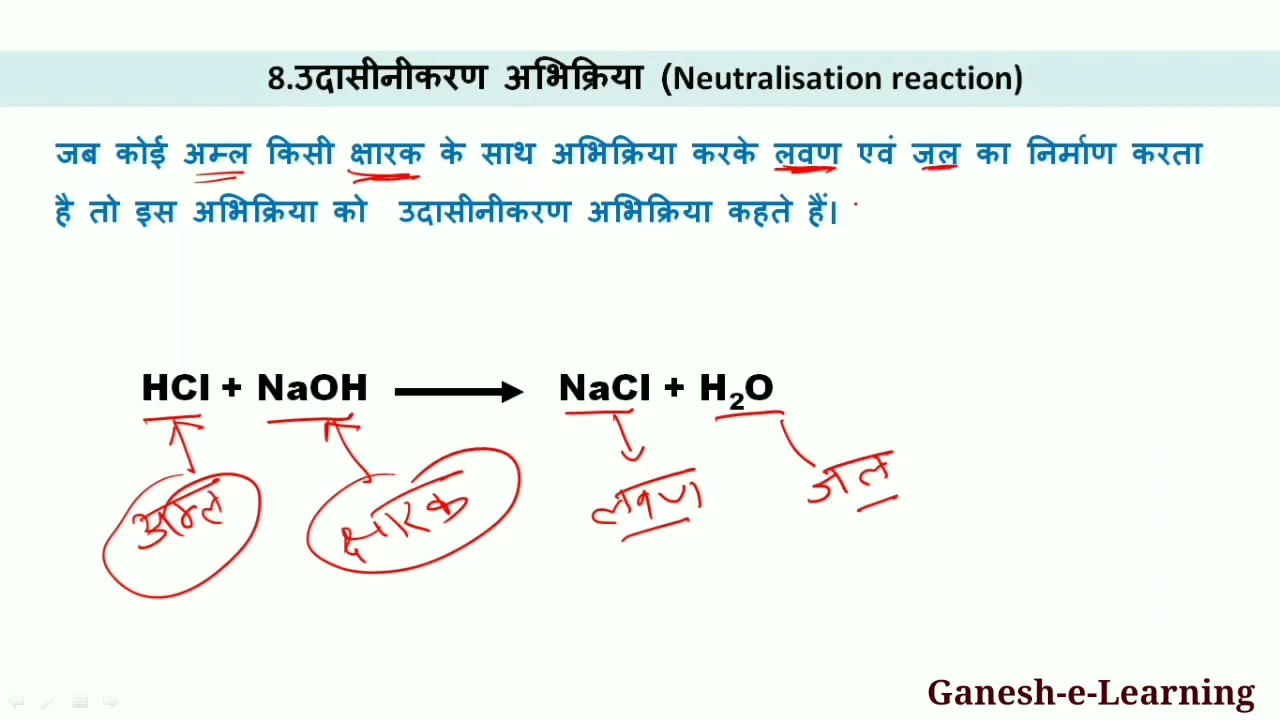 8.उदासीनीकरण अभिक्रिया (Neutralisation reaction)
जब कोई अम्ल किसी क्षारक के साथ अभिक्रिया करके लवण एवं जल का निर्माण करता
है तो इस अभिक्रिया को उदासीनीकरण अभिक्रिया कहते हैं।
HCl + NaOH ⟶ NaCl + H₂O
अम्ल क्षारक लवण जल
Ganesh-e-Learning